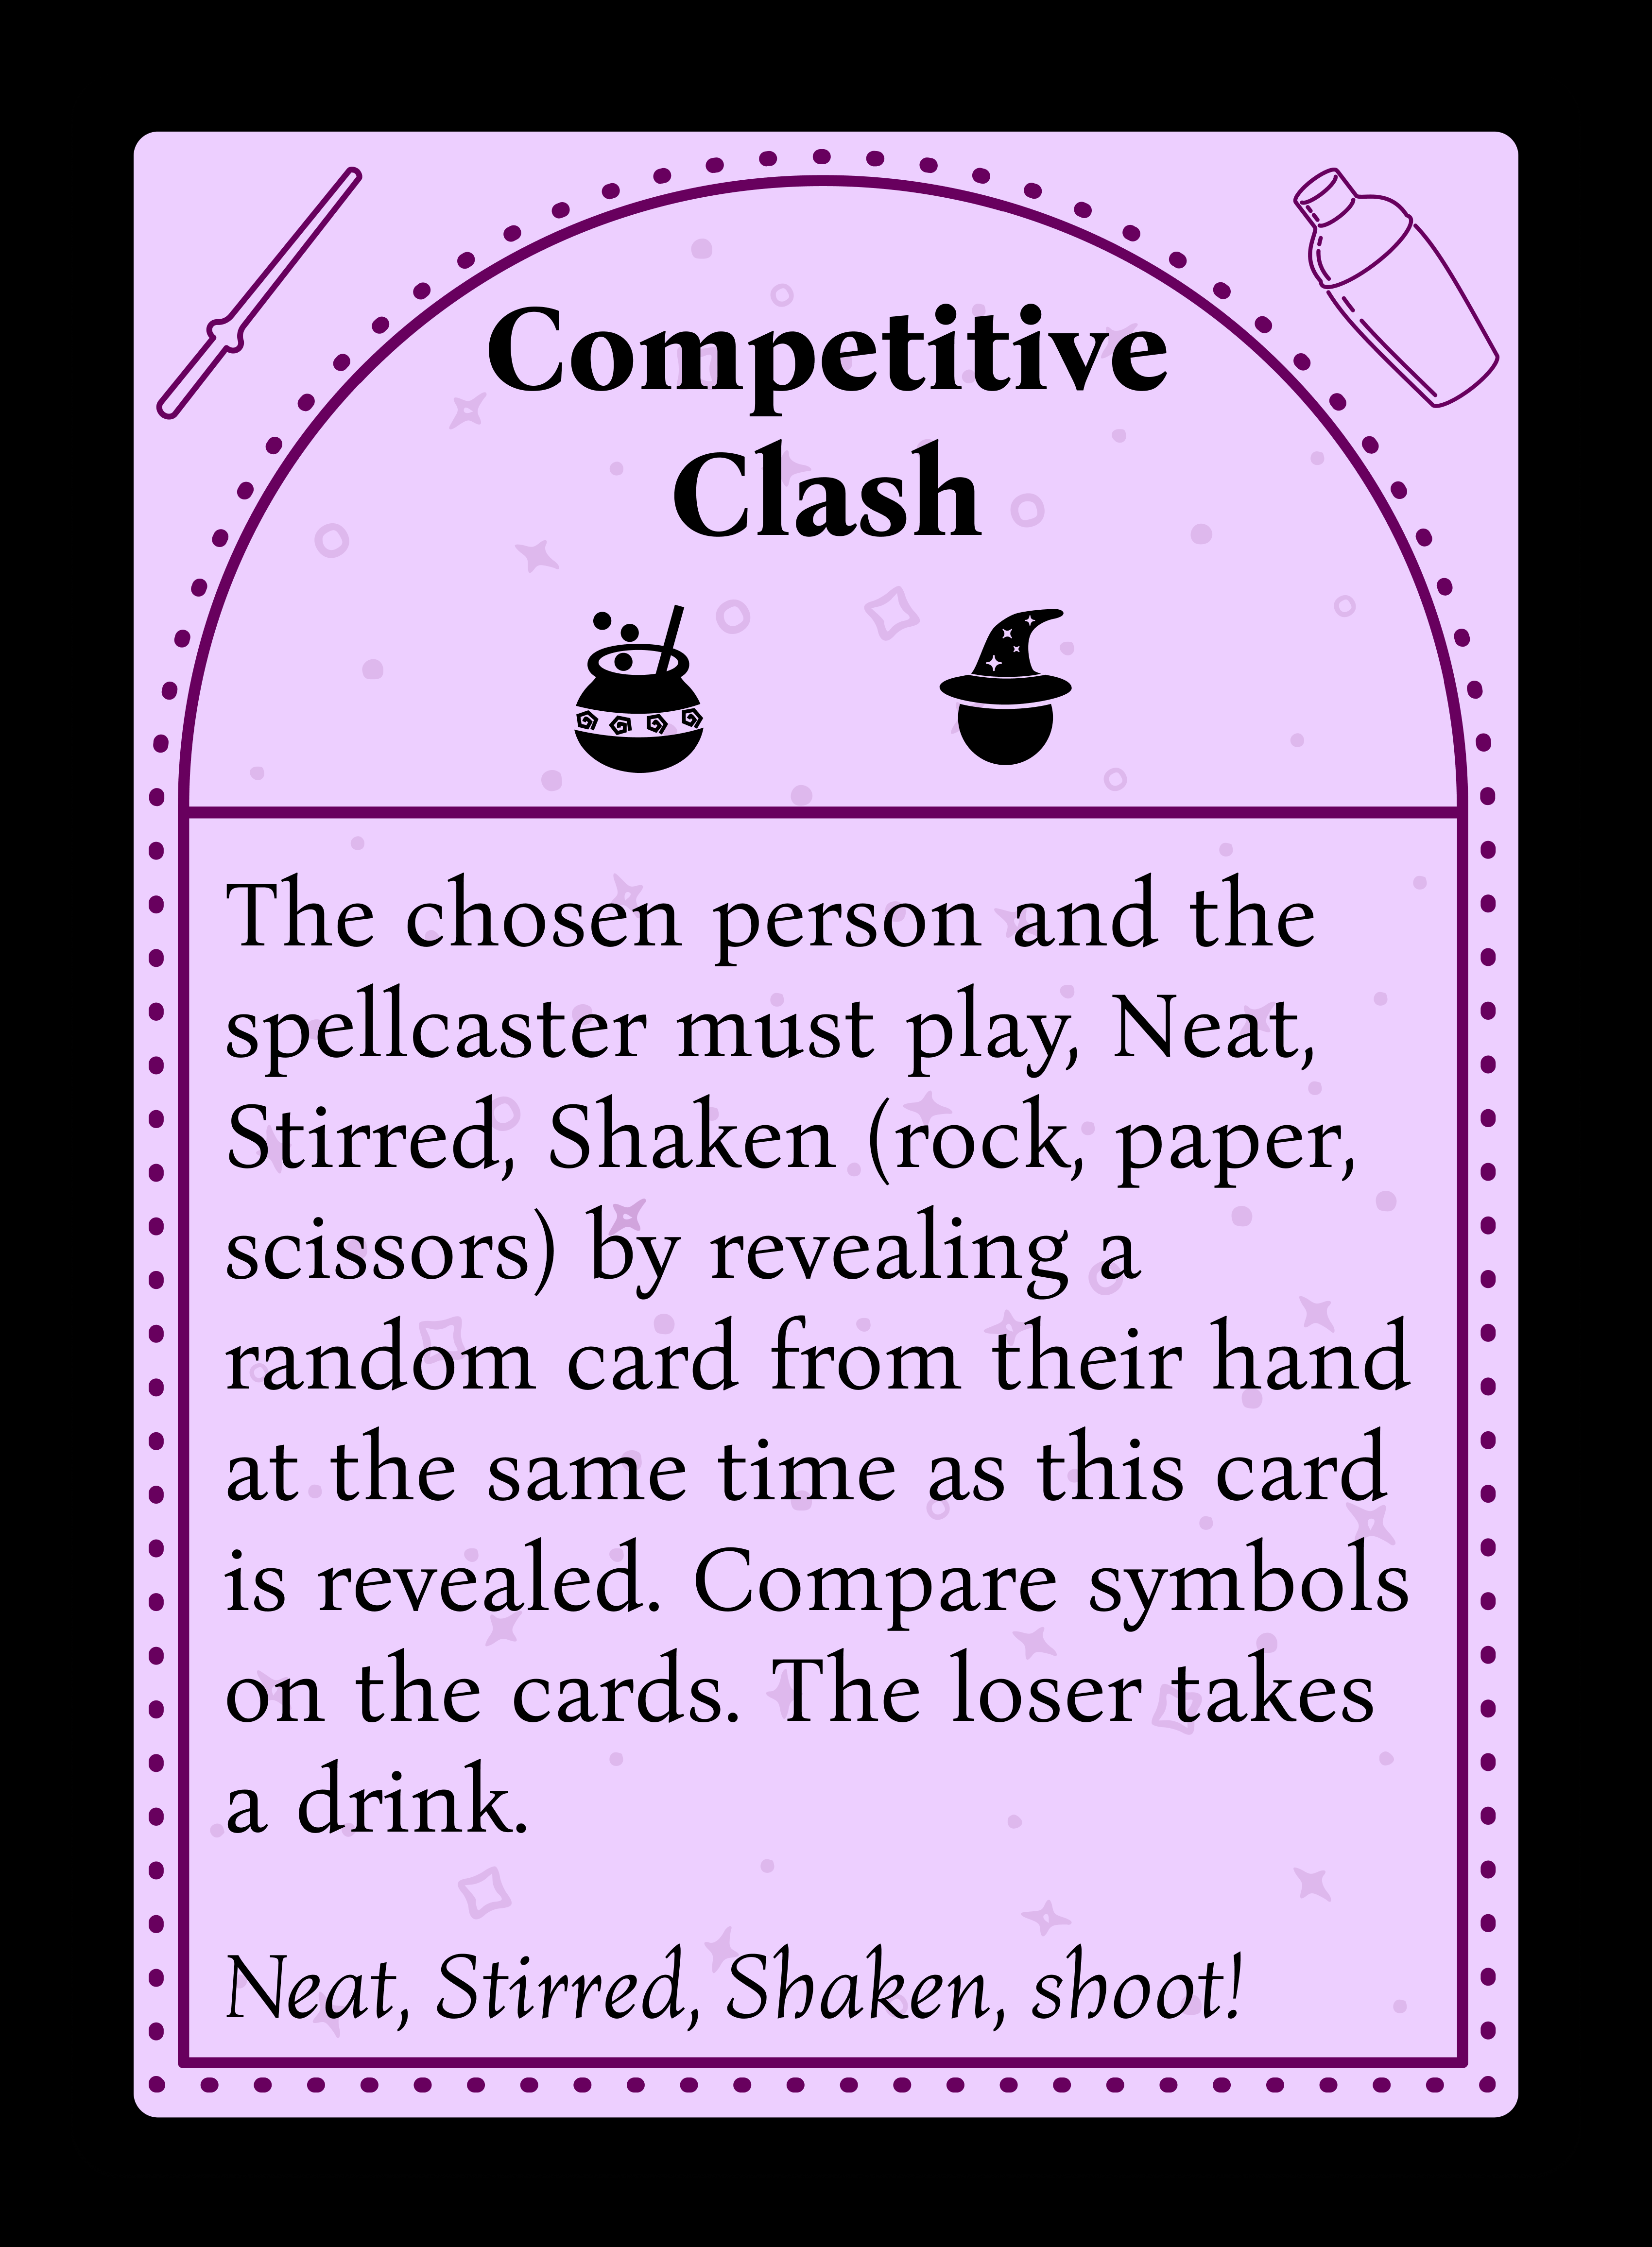 Competitive
Clash
The chosen person and the
spellcaster must play, Neat,
Stirred, Shaken (rock, paper,
scissors) by revealing a
random card from their hand
at the same time as this card
is revealed. Compare symbols
on the cards. The loser takes
a drink.
Neat, Stirred, Shaken, shoot!